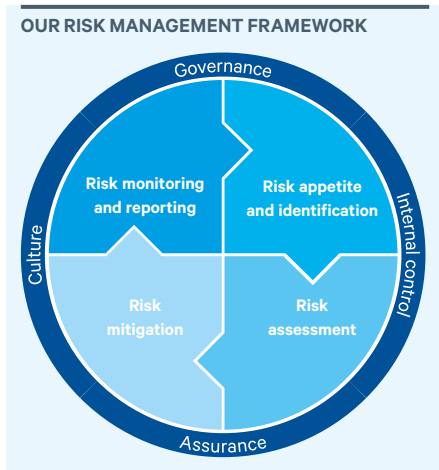 OUR RISK MANAGEMENT FRAMEWORK
Governance
Risk monitoring
and reporting
Risk appetite
and identification
Culture
Internal control
Risk
mitigation
Risk
assessment
Assurance